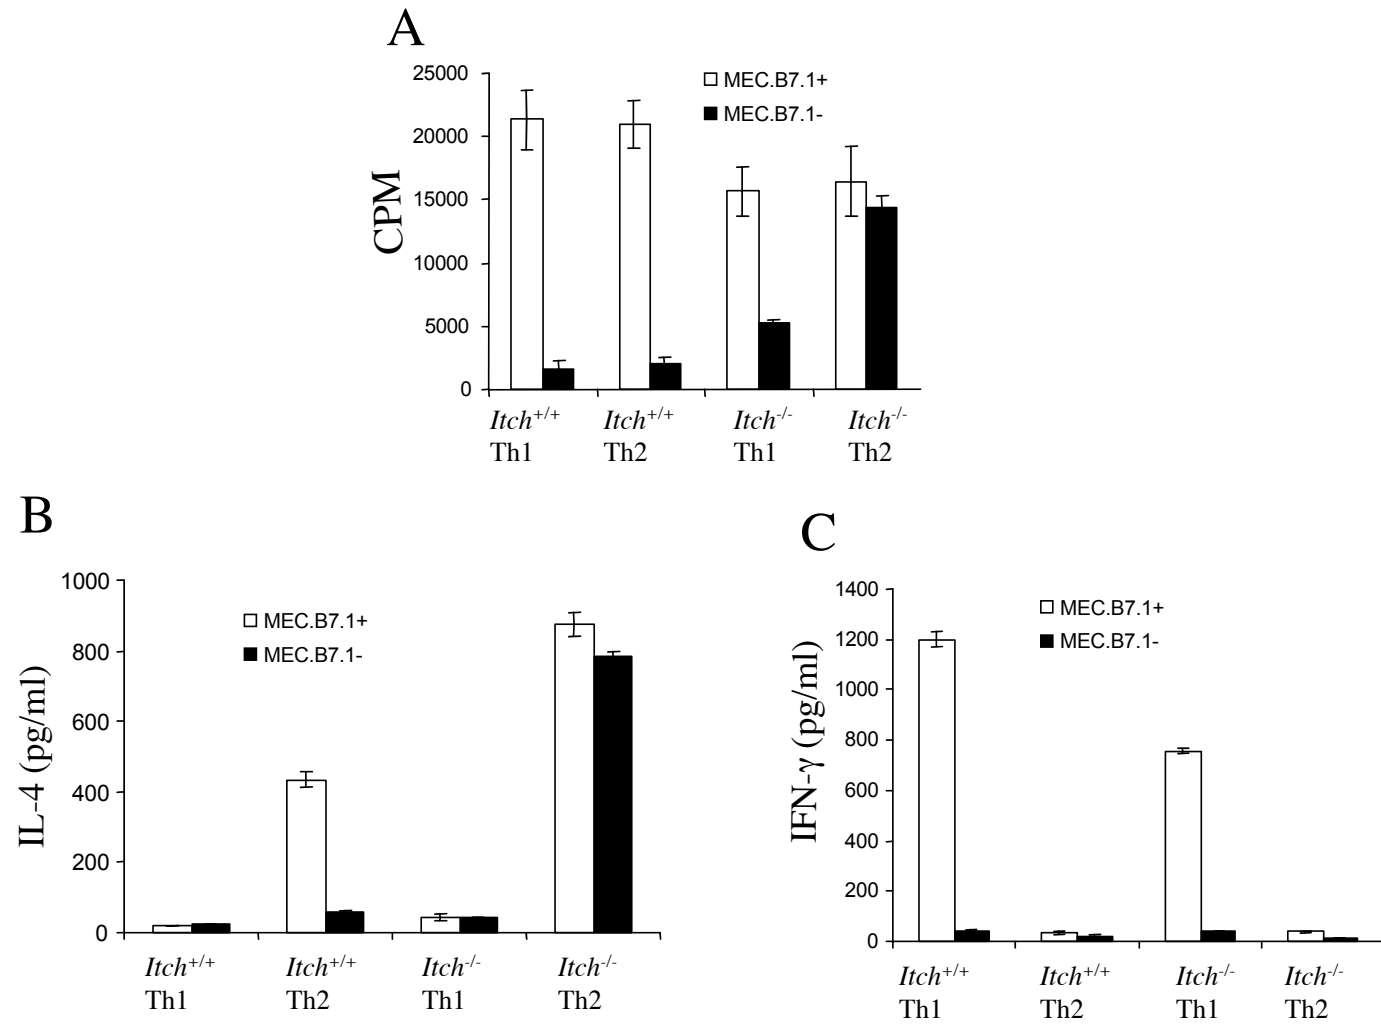 A
25000
20000
15000
10000
5000
0
CPM
MEC.B7.1+
MEC.B7.1-
Itch+/+ Itch+/+ Itch-/- Itch-/-
Th1 Th2 Th1 Th2
B
1000
800
600
400
200
0
IL-4 (pg/ml)
MEC.B7.1+
MEC.B7.1-
Itch+/+ Itch+/+ Itch-/- Itch-/-
Th1 Th2 Th1 Th2
C
1400
1200
1000
800
600
400
200
0
IFN-γ (pg/ml)
MEC.B7.1+
MEC.B7.1-
Itch+/+ Itch+/+ Itch-/- Itch-/-
Th1 Th2 Th1 Th2